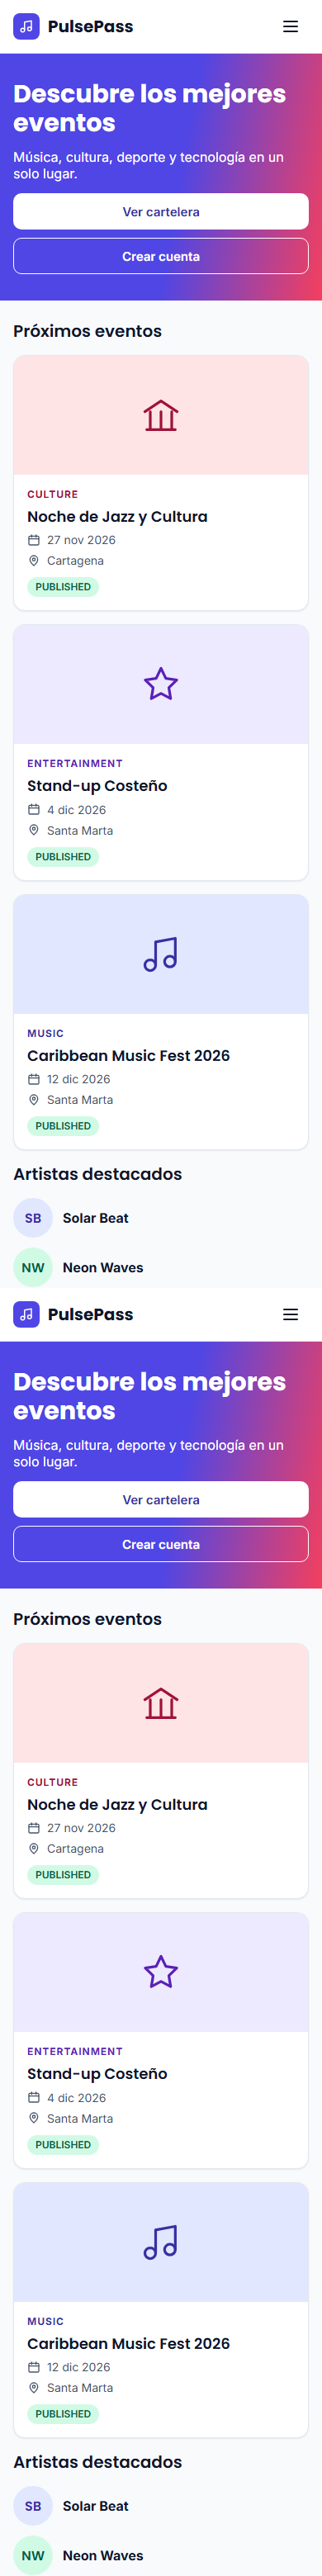 PulsePass
Descubre los mejores
eventos
Música, cultura, deporte y tecnología en un
solo lugar.
Ver cartelera
Crear cuenta
Próximos eventos
CULTURE
Noche de Jazz y Cultura
27 nov 2026
Cartagena
PUBLISHED
ENTERTAINMENT
Stand-up Costeño
4 dic 2026
Santa Marta
PUBLISHED
MUSIC
Caribbean Music Fest 2026
12 dic 2026
Santa Marta
PUBLISHED
Artistas destacados
SB Solar Beat
NW Neon Waves
PulsePass
Descubre los mejores
eventos
Música, cultura, deporte y tecnología en un
solo lugar.
Ver cartelera
Crear cuenta
Próximos eventos
CULTURE
Noche de Jazz y Cultura
27 nov 2026
Cartagena
PUBLISHED
ENTERTAINMENT
Stand-up Costeño
4 dic 2026
Santa Marta
PUBLISHED
MUSIC
Caribbean Music Fest 2026
12 dic 2026
Santa Marta
PUBLISHED
Artistas destacados
SB Solar Beat
NW Neon Waves